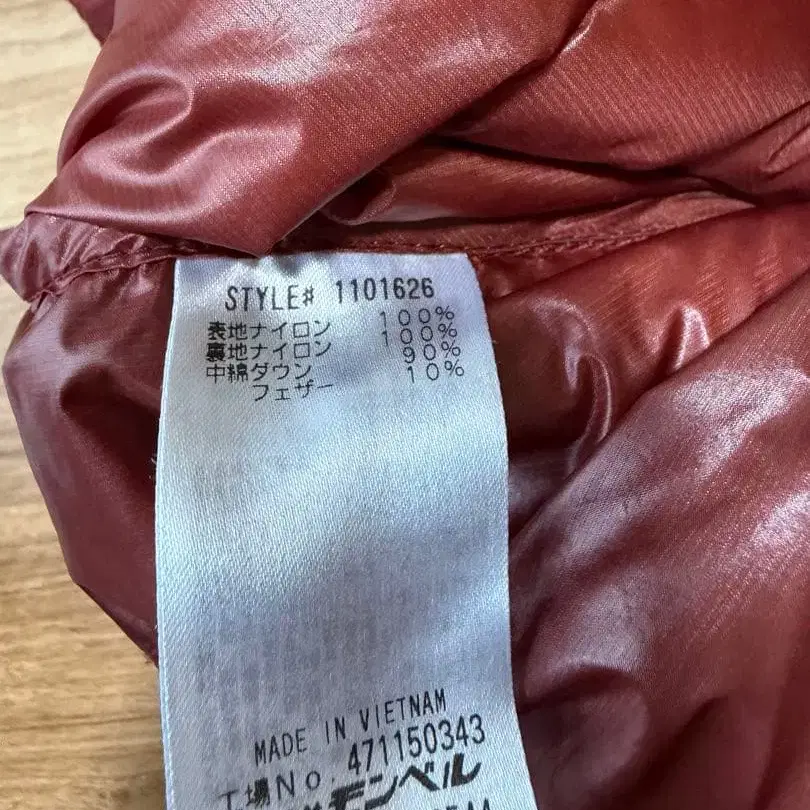 STYLE# 1101626
表地ナイロン 100%
裏地ナイロン 100%
中綿ダウン 90%
フェザー 10%
MADE IN VIETNAM
工場No. 471150343
モンベル